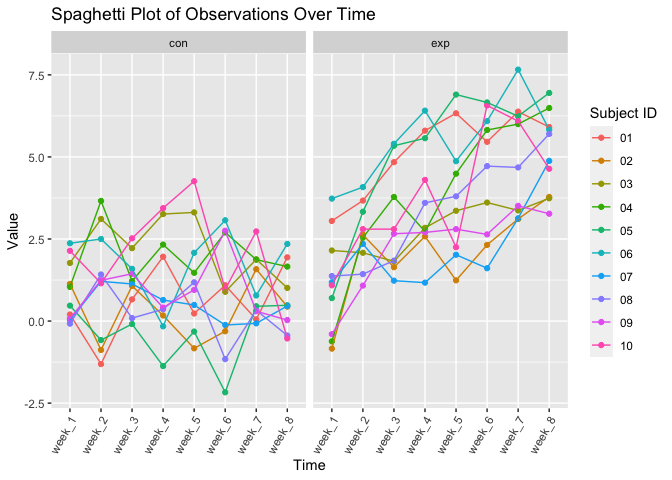 Spaghetti Plot of Observations Over Time
con exp
Subject ID
01
02
03
04
05
06
07
08
09
10
Value
7.5
5.0
2.5
0.0
-2.5
week_1 week_2 week_3 week_4 week_5 week_6 week_7 week_8 week_1 week_2 week_3 week_4 week_5 week_6 week_7 week_8
Time